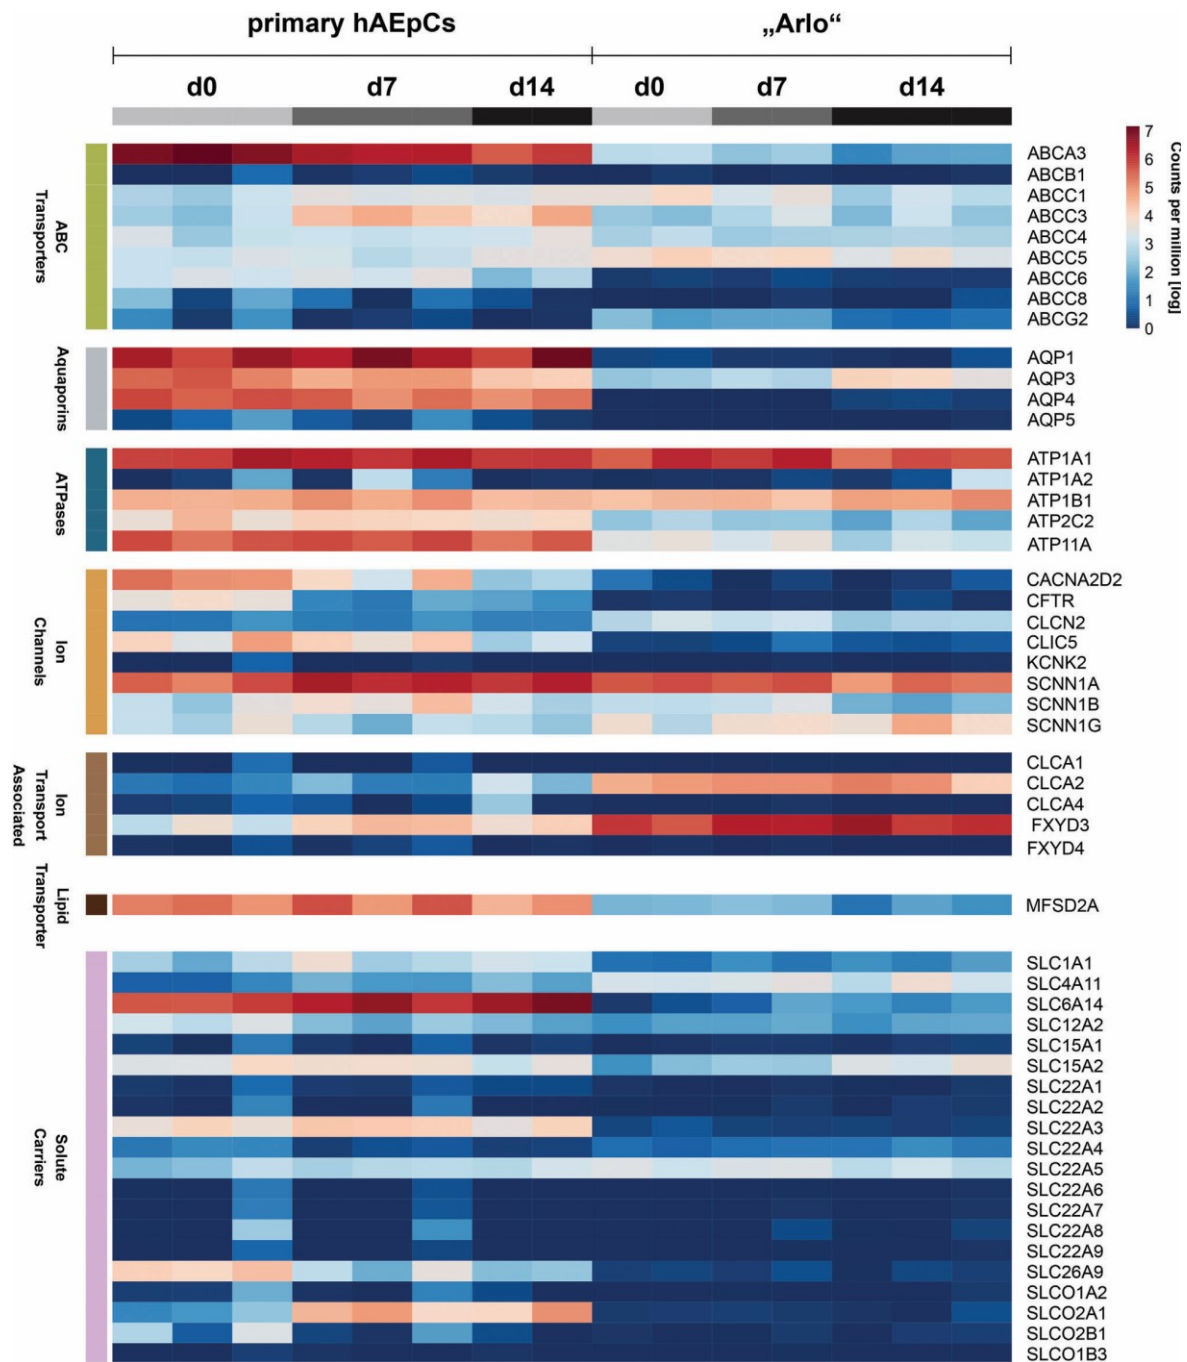 primary hAEpCs „Arlo“
d0 d7 d14 d0 d7 d14
7
6
5
4
3
2
1
0
Counts per million [log]
ABC
Transporters
ABCA3
ABCB1
ABCC1
ABCC3
ABCC4
ABCC5
ABCC6
ABCC8
ABCG2
Aquaporins
AQP1
AQP3
AQP4
AQP5
ATPases
ATP1A1
ATP1A2
ATP1B1
ATP2C2
ATP11A
Ion
Channels
CACNA2D2
CFTR
CLCN2
CLIC5
KCNK2
SCNN1A
SCNN1B
SCNN1G
Ion
Transport
Associated
CLCA1
CLCA2
CLCA4
FXYD3
FXYD4
Lipid
Transporter
MFSD2A
Solute
Carriers
SLC1A1
SLC4A11
SLC6A14
SLC12A2
SLC15A1
SLC15A2
SLC22A1
SLC22A2
SLC22A3
SLC22A4
SLC22A5
SLC22A6
SLC22A7
SLC22A8
SLC22A9
SLC26A9
SLCO1A2
SLCO2A1
SLCO2B1
SLCO1B3